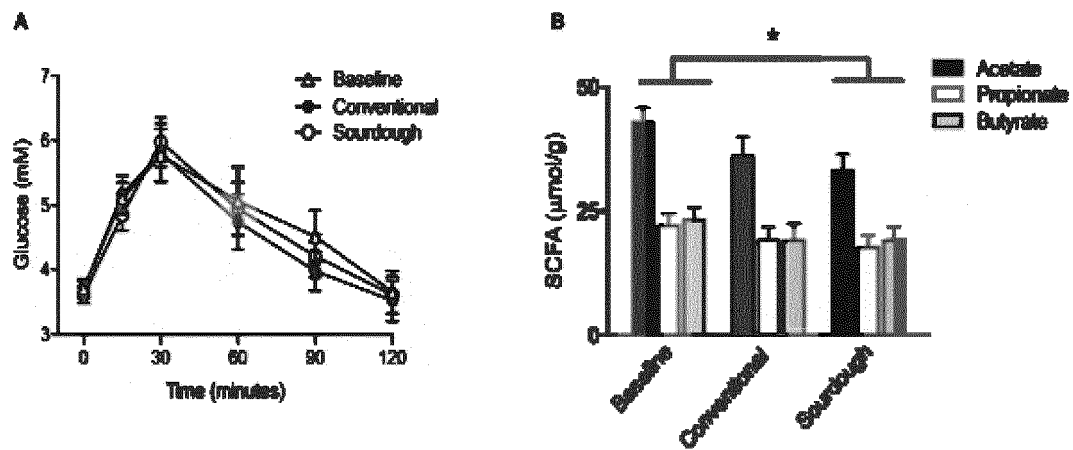 A
7
6
5
4
3
Glucose (mM)
0 30 60 90 120
Time (minutes)
Baseline
Conventional
Sourdough
B
*
50
25
0
SCFA (µmol/g)
Acetate
Propionate
Butyrate
Baseline
Conventional
Sourdough